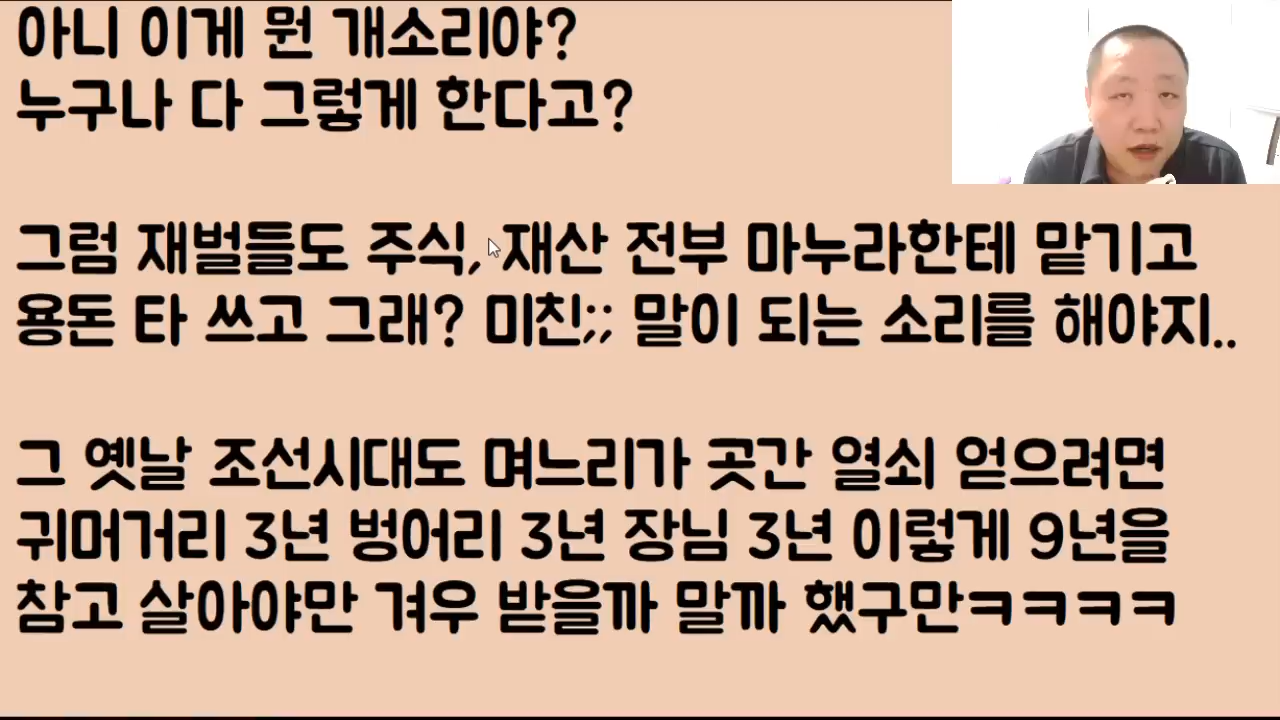 아니 이게 뭔 개소리야?
누구나 다 그렇게 한다고?
그럼 재벌들도 주식, 재산 전부 마누라한테 맡기고
용돈 타 쓰고 그래? 미친;; 말이 되는 소리를 해야지..
그 옛날 조선시대도 며느리가 곳간 열쇠 얻으려면
귀머거리 3년 벙어리 3년 장님 3년 이렇게 9년을
참고 살아야만 겨우 받을까 말까 했구만ㅋㅋㅋㅋ